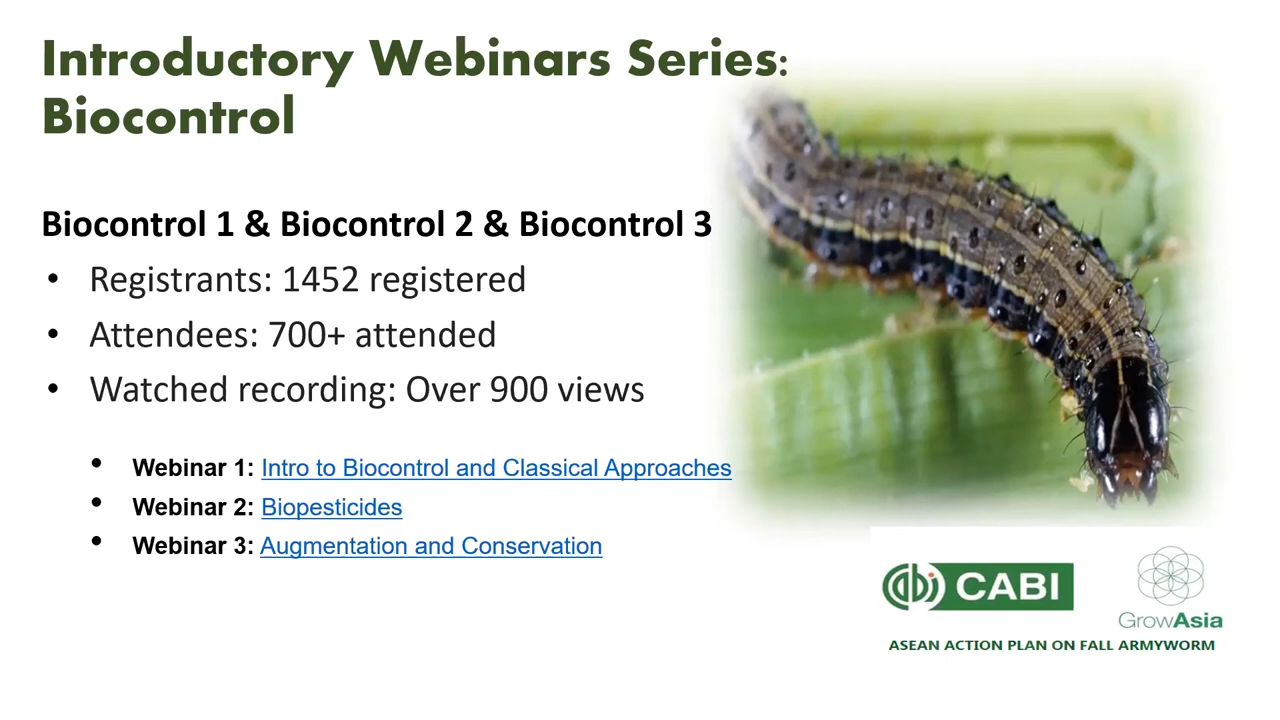 Introductory Webinars Series:
Biocontrol
Biocontrol 1 & Biocontrol 2 & Biocontrol 3
• Registrants: 1452 registered
• Attendees: 700+ attended
• Watched recording: Over 900 views
• Webinar 1: Intro to Biocontrol and Classical Approaches
• Webinar 2: Biopesticides
• Webinar 3: Augmentation and Conservation
cabi CABI
GrowAsia
ASEAN ACTION PLAN ON FALL ARMYWORM